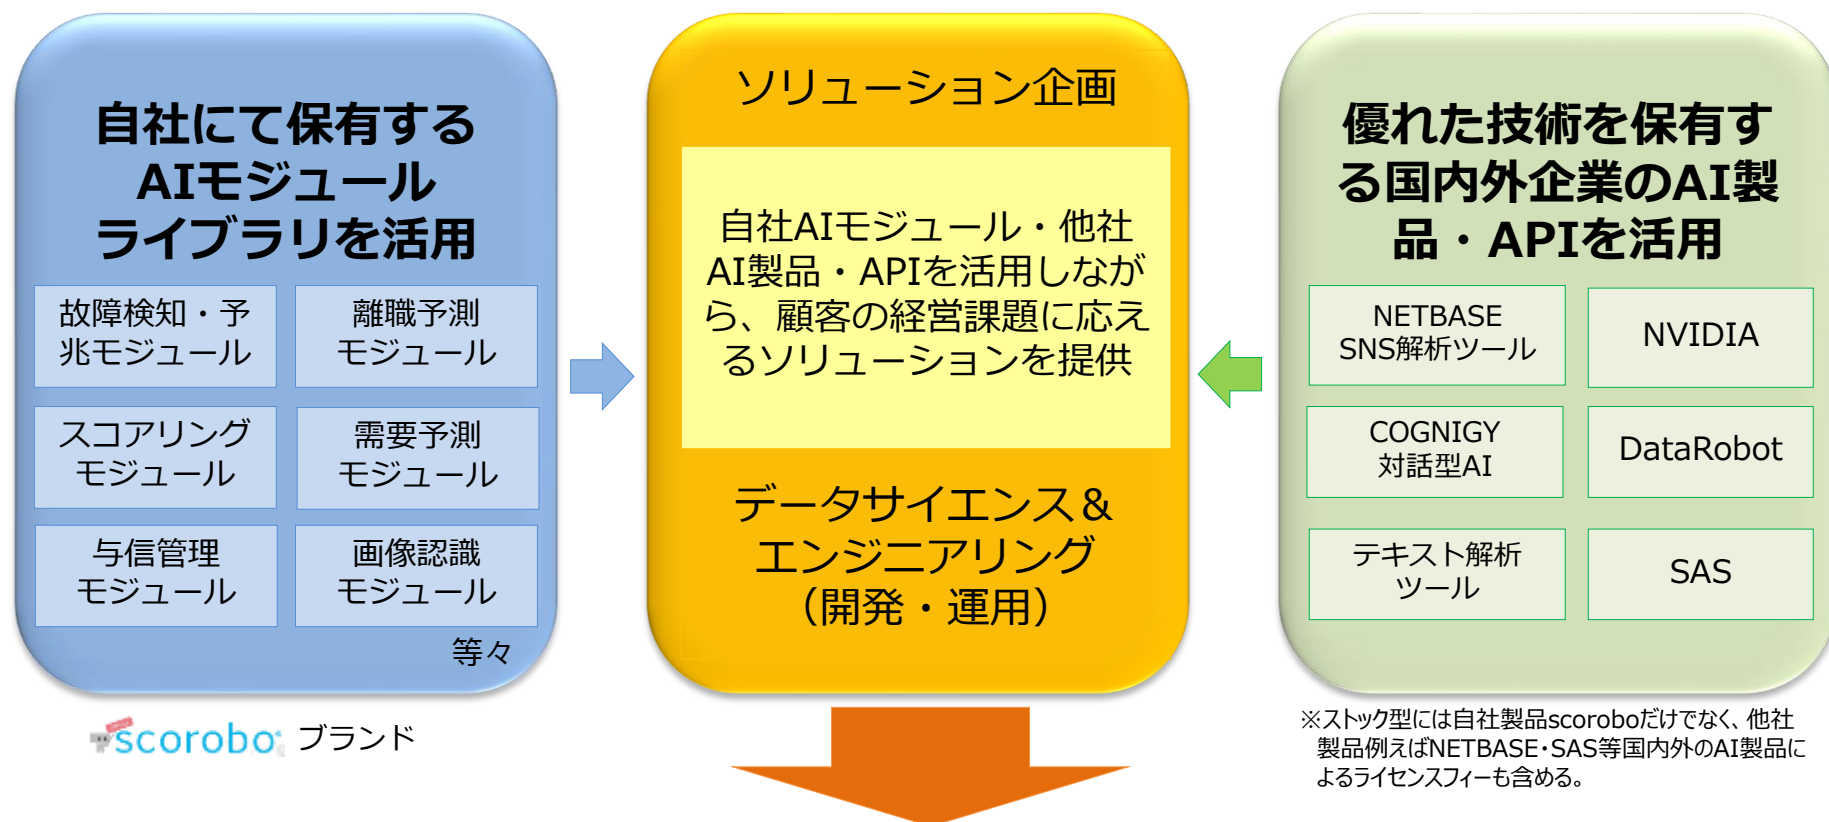 自社にて保有する
AIモジュール
ライブラリを活用
故障検知・予
兆モジュール
離職予測
モジュール
スコアリング
モジュール
需要予測
モジュール
与信管理
モジュール
画像認識
モジュール
等々
scorobo ブランド
ソリューション企画
自社AIモジュール・他社
AI製品・APIを活用しなが
ら、顧客の経営課題に応え
るソリューションを提供
データサイエンス＆
エンジニアリング
（開発・運用）
優れた技術を保有す
る国内外企業のAI製
品・APIを活用
NETBASE
SNS解析ツール
NVIDIA
COGNIGY
対話型AI
DataRobot
テキスト解析
ツール
SAS
※ストック型には自社製品scoroboだけでなく、他社
製品例えばNETBASE・SAS等国内外のAI製品に
よるライセンスフィーも含める。